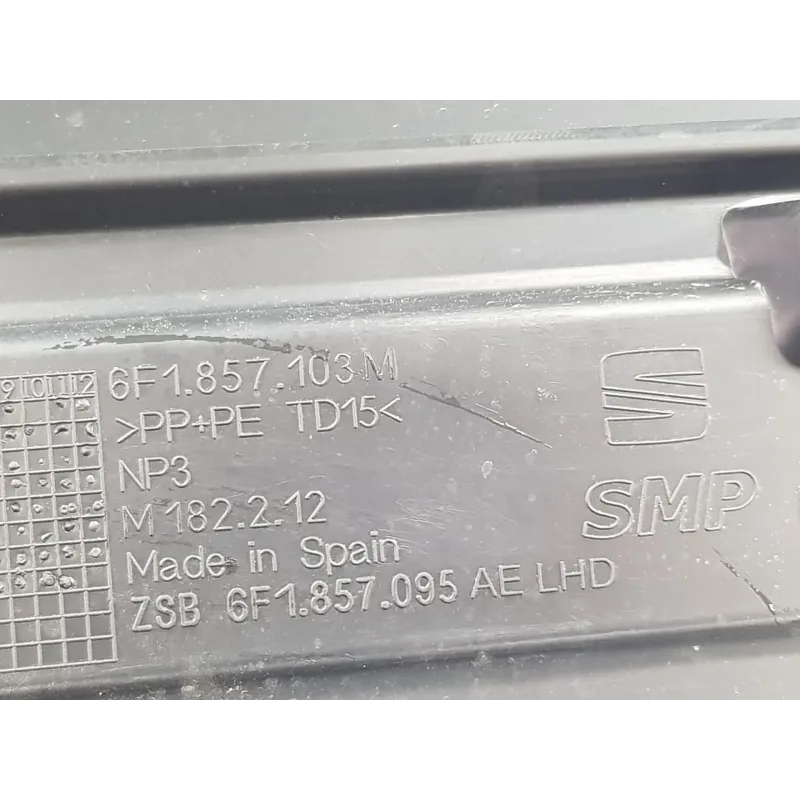 9 10 11 12
6F1.857.103 M
>PP+PE TD15<
NP3
M 182.2.12
Made in Spain
ZSB 6F1.857.095 AE LHD
SMP